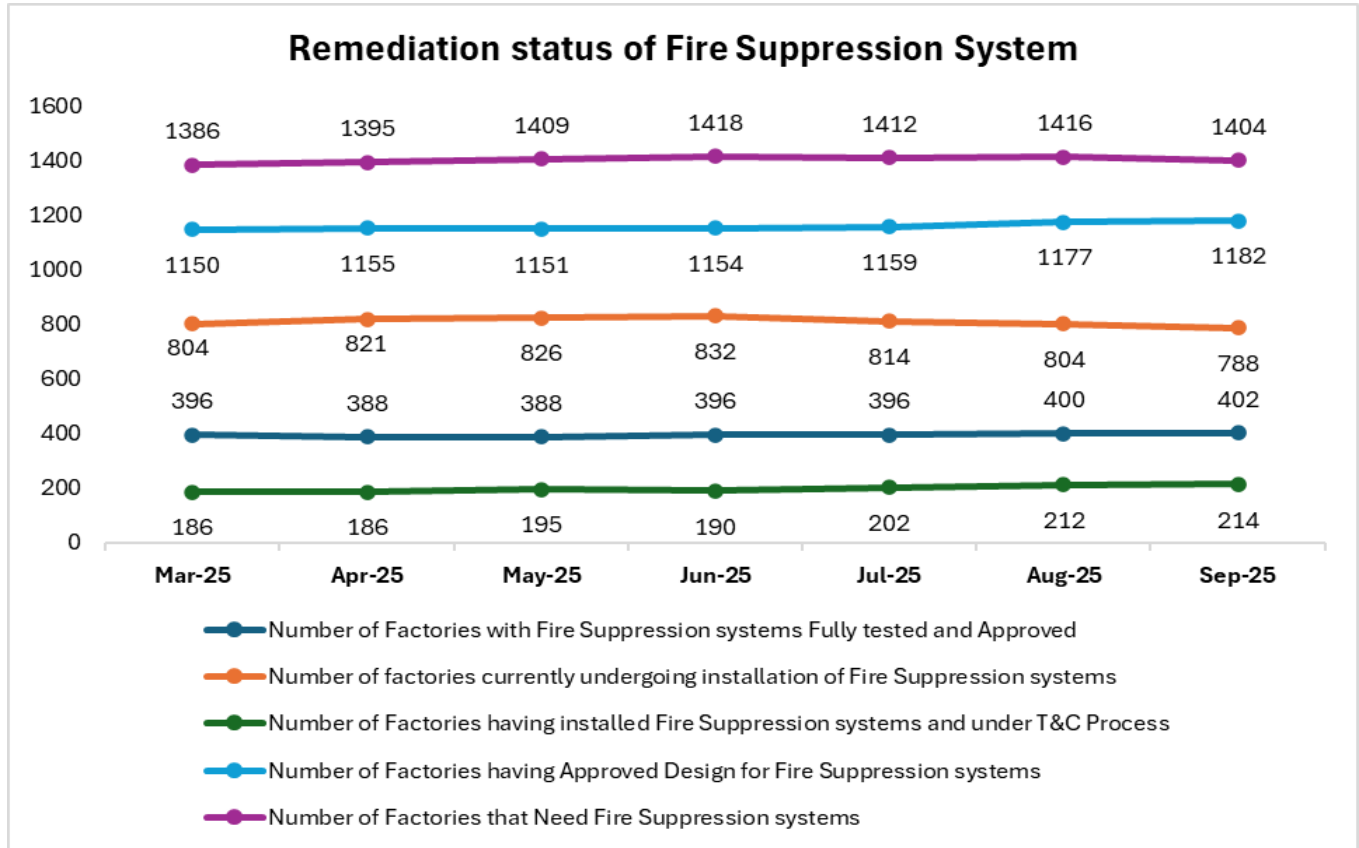 Remediation status of Fire Suppression System
1600
1400
1200
1000
800
600
400
200
0
1386 1395 1409 1418 1412 1416 1404
1150 1155 1151 1154 1159 1177 1182
804 821 826 832 814 804 788
396 388 388 396 396 400 402
186 186 195 190 202 212 214
Mar-25 Apr-25 May-25 Jun-25 Jul-25 Aug-25 Sep-25
Number of Factories with Fire Suppression systems Fully tested and Approved
Number of factories currently undergoing installation of Fire Suppression systems
Number of Factories having installed Fire Suppression systems and under T&C Process
Number of Factories having Approved Design for Fire Suppression systems
Number of Factories that Need Fire Suppression systems